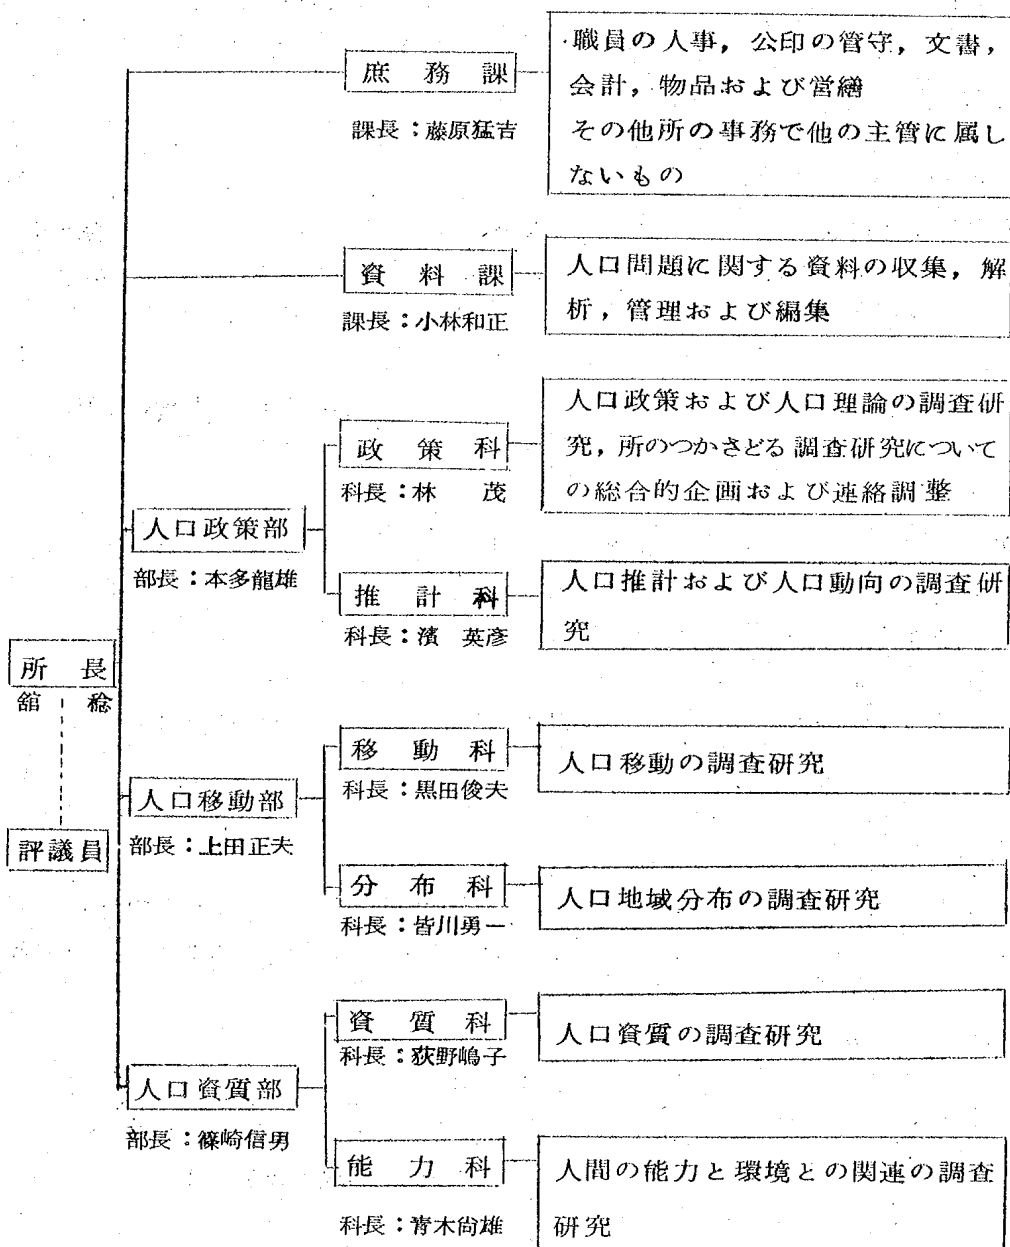 庶務課
課長：藤原猛吉
職員の人事，公印の管守，文書，
会計，物品および営繕
その他所の事務で他の主管に属し
ないもの
資料課
課長：小林和正
人口問題に関する資料の収集，解
析，管理および編集
政策科
科長：林　茂
人口政策および人口理論の調査研
究，所のつかさどる調査研究について
の総合的企画および連絡調整
人口政策部
部長：本多龍雄
推計科
科長：濱　英彦
人口推計および人口動向の調査研
究
所長
舘　稔
評議員
移動科
科長：黒田俊夫
人口移動の調査研究
人口移動部
部長：上田正夫
分布科
科長：皆川勇一
人口地域分布の調査研究
資質科
科長：荻野嶋子
人口資質の調査研究
人口資質部
部長：篠崎信男
能力科
科長：青木尚雄
人間の能力と環境との関連の調査
研究